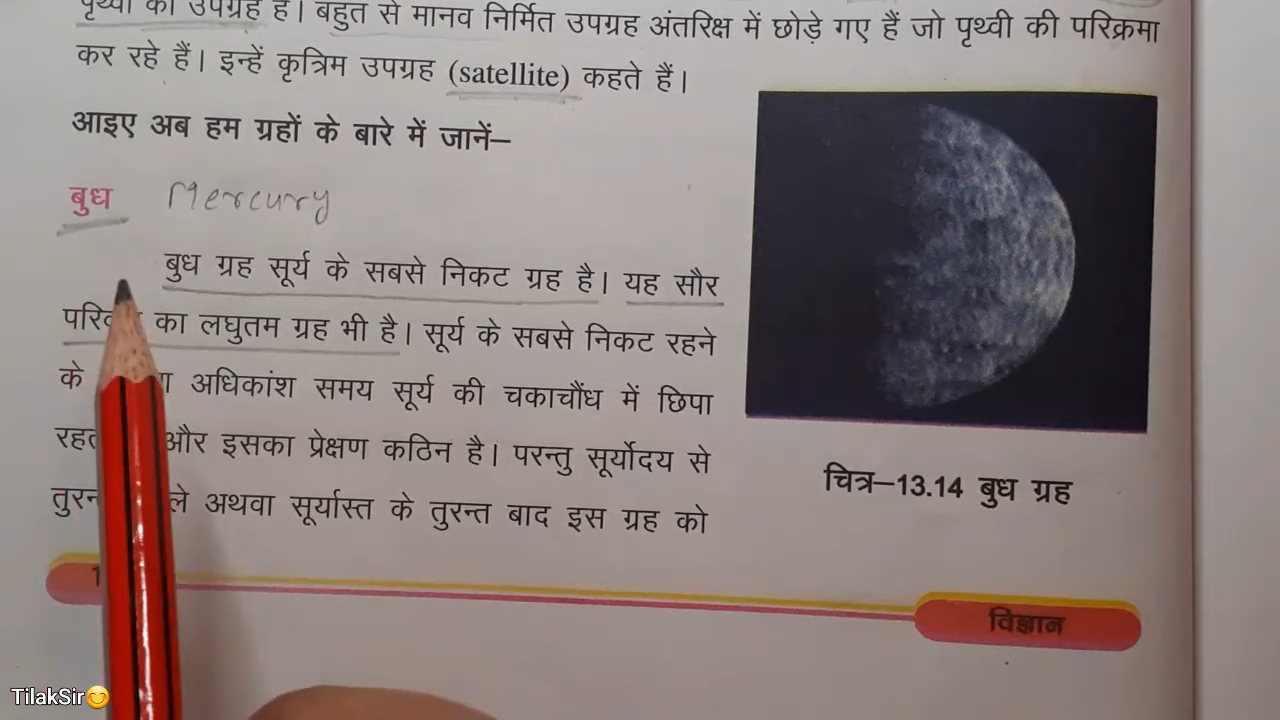 पृथ्वी का उपग्रह है। बहुत से मानव निर्मित उपग्रह अंतरिक्ष में छोड़े गए हैं जो पृथ्वी की परिक्रमा
कर रहे हैं। इन्हें कृत्रिम उपग्रह (satellite) कहते हैं।
आइए अब हम ग्रहों के बारे में जानें–
बुध Mercury
बुध ग्रह सूर्य के सबसे निकट ग्रह है। यह सौर
का लघुतम ग्रह भी है। सूर्य के सबसे निकट रहने
के अधिकांश समय सूर्य की चकाचौंध में छिपा
और इसका प्रेक्षण कठिन है। परन्तु सूर्योदय से
अथवा सूर्यास्त के तुरन्त बाद इस ग्रह को
चित्र–13.14 बुध ग्रह
विज्ञान
TilakSir😊